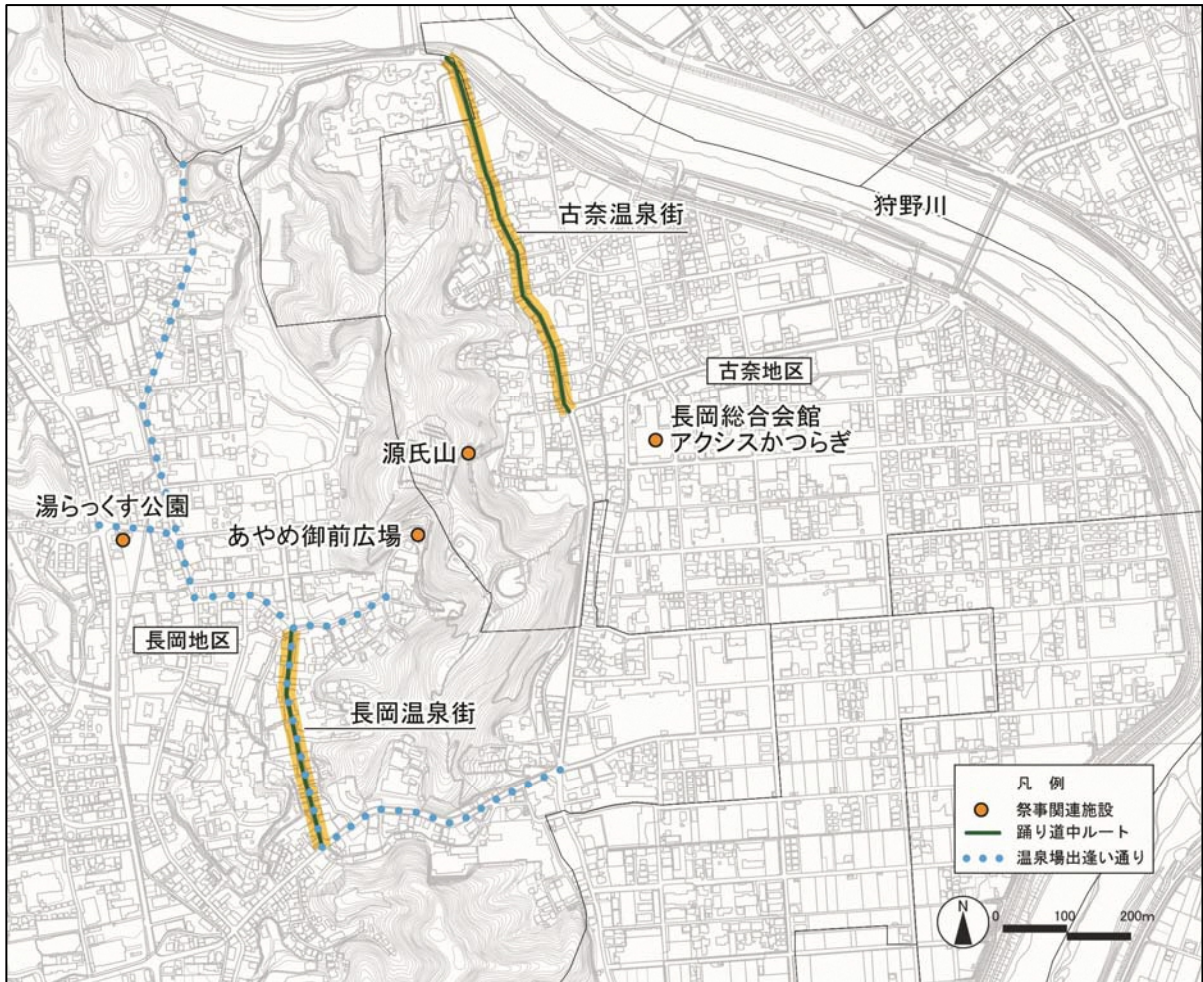 狩野川
古奈温泉街
古奈地区
長岡総合会館
アクシスかつらぎ
源氏山
湯らっくす公園
あやめ御前広場
長岡地区
長岡温泉街
凡 例
祭事関連施設
踊り道中ルート
温泉場出逢い通り
N
0 100 200m